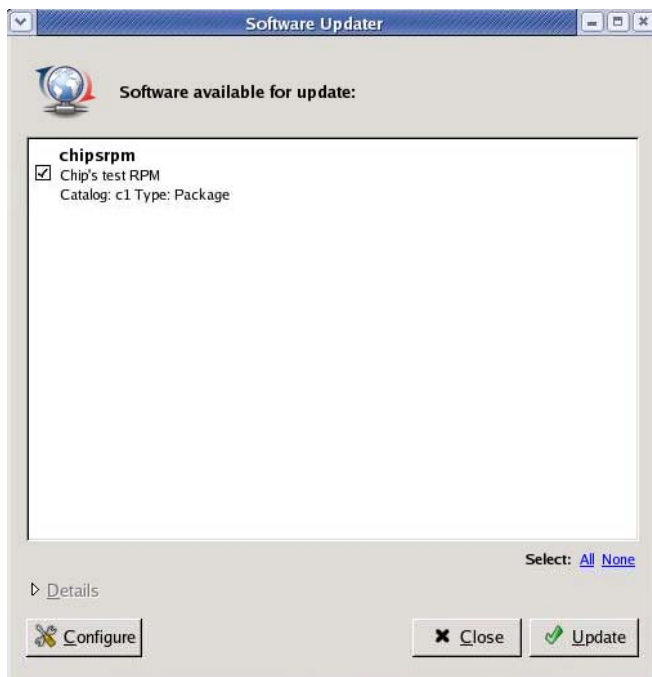 Software Updater
Software available for update:
chipsrpm
Chip's test RPM
Catalog: c1 Type: Package
Select: All None
Details
Configure
Close
Update